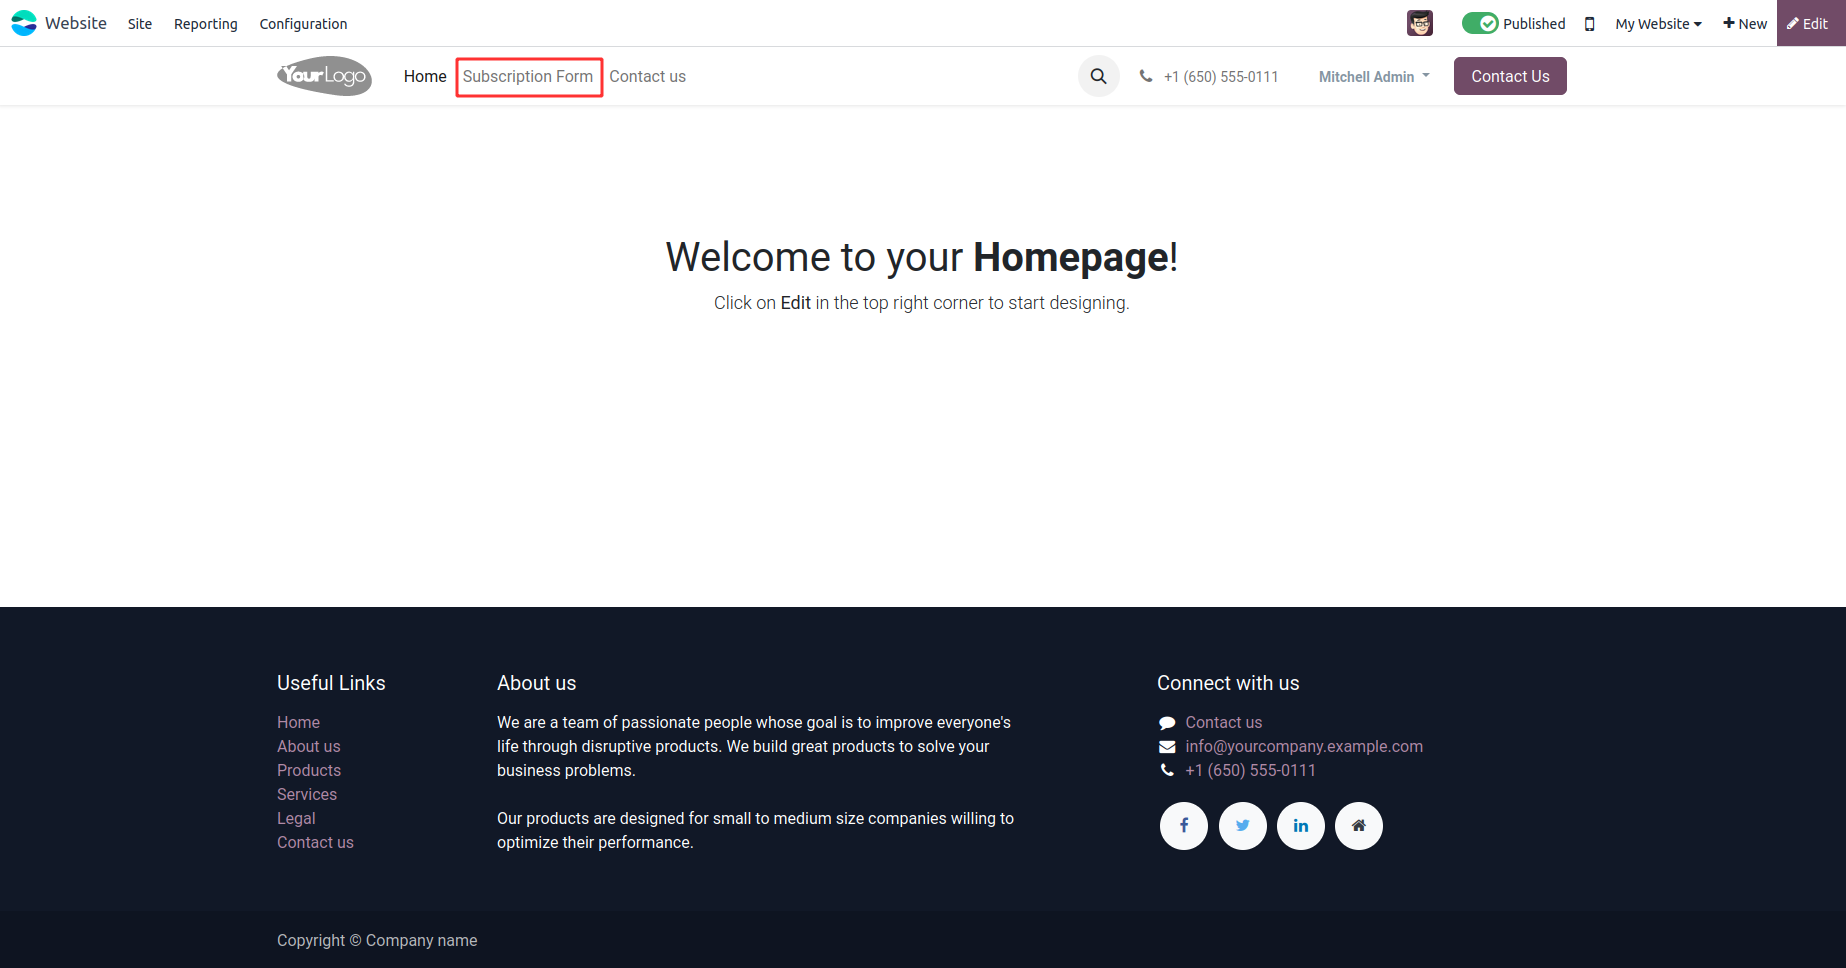 Website Site Reporting Configuration Published My Website New Edit
YourLogo Home Subscription Form Contact us +1 (650) 555-0111 Mitchell Admin Contact Us
Welcome to your Homepage!
Click on Edit in the top right corner to start designing.
Useful Links
Home
About us
Products
Services
Legal
Contact us
About us
We are a team of passionate people whose goal is to improve everyone's
life through disruptive products. We build great products to solve your
business problems.
Our products are designed for small to medium size companies willing to
optimize their performance.
Connect with us
Contact us
info@yourcompany.example.com
+1 (650) 555-0111
Copyright © Company name